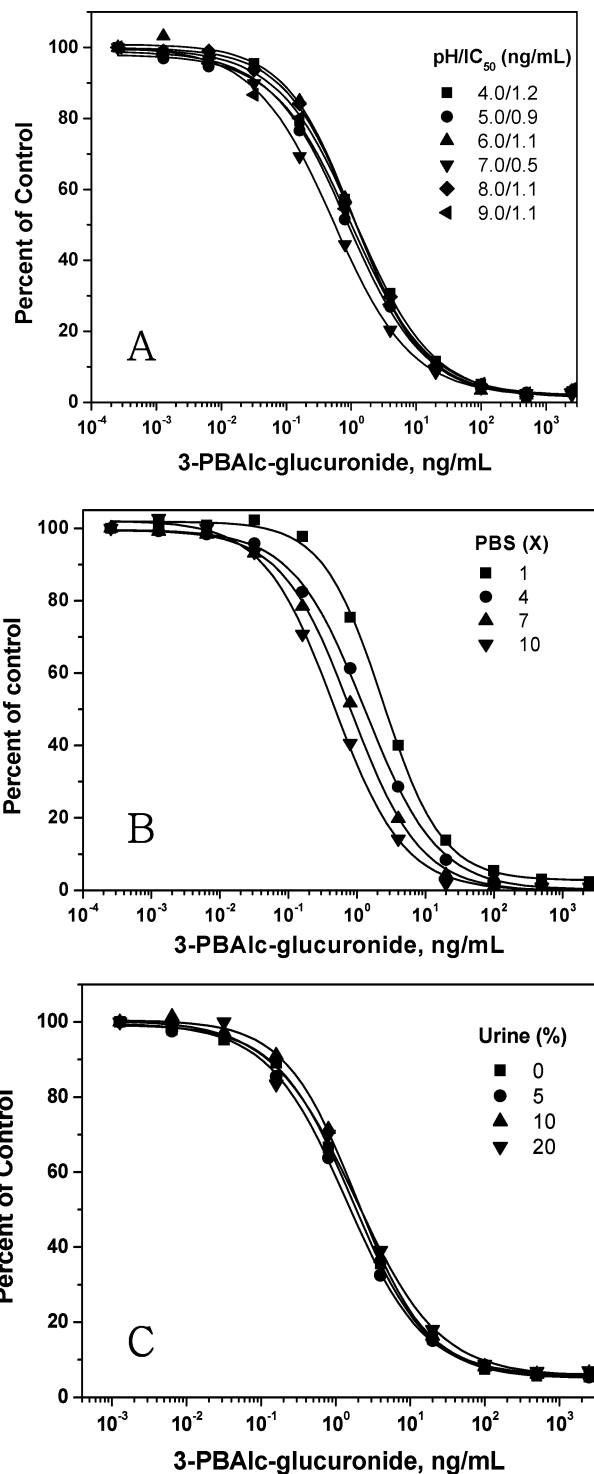 100
80
60
40
20
0
Percent of Control
pH/IC50 (ng/mL)
4.0/1.2
5.0/0.9
6.0/1.1
7.0/0.5
8.0/1.1
9.0/1.1
A
10-4 10-3 10-2 10-1 100 101 102 103
3-PBAlc-glucuronide, ng/mL
100
80
60
40
20
0
Percent of control
PBS (X)
1
4
7
10
B
10-4 10-3 10-2 10-1 100 101 102 103
3-PBAlc-glucuronide, ng/mL
100
80
60
40
20
0
Percent of Control
Urine (%)
0
5
10
20
C
10-3 10-2 10-1 100 101 102 103
3-PBAlc-glucuronide, ng/mL